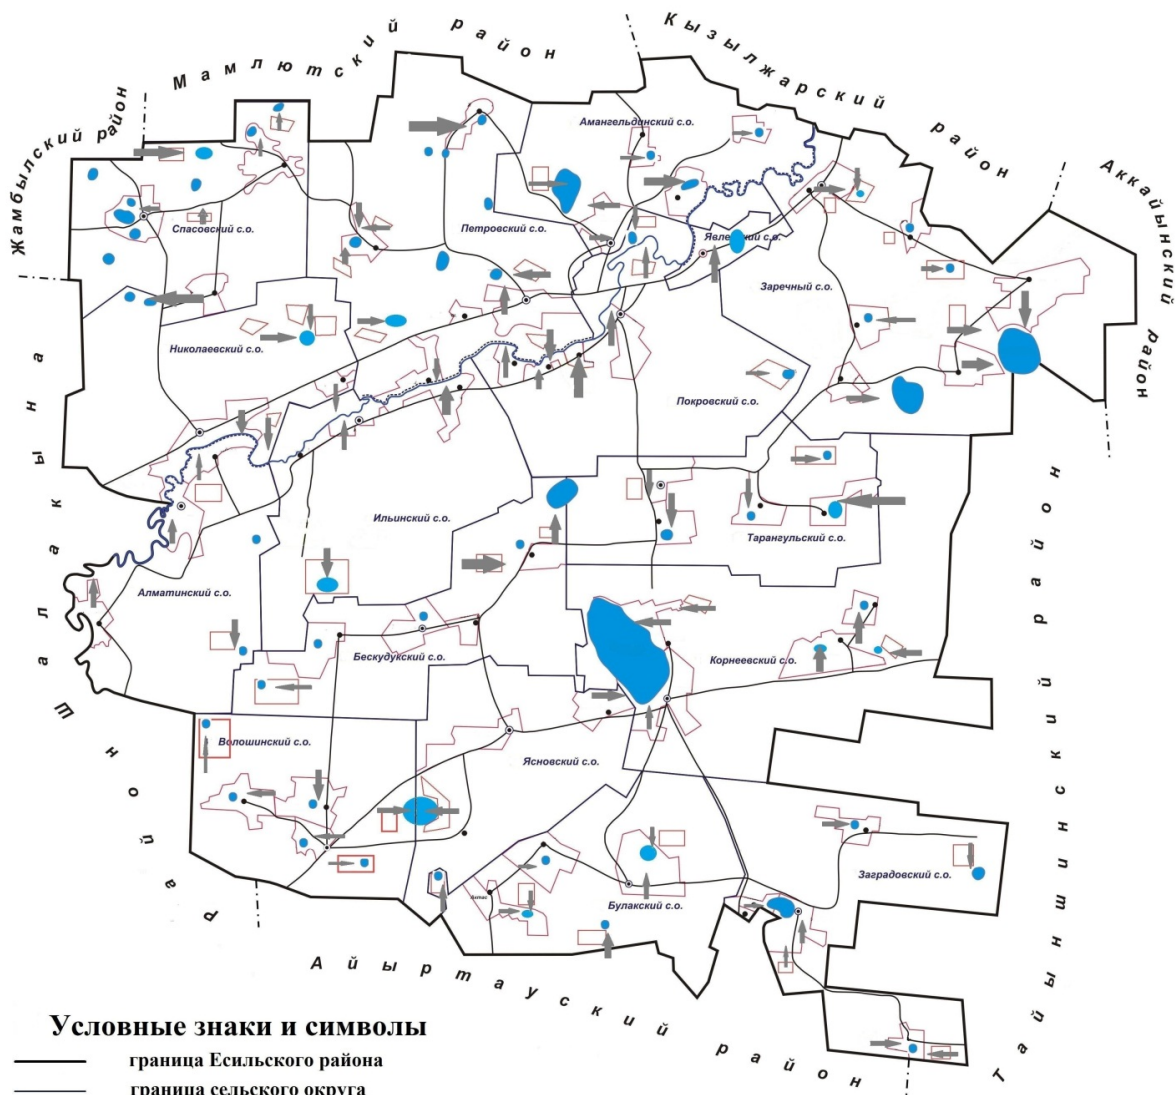 Мамлютский район
Кызылжарский район
Аккайынский район
Жамбылский район
Амангельдинский с.о.
Спасовский с.о.
Петровский с.о.
Явленский с.о.
Заречный с.о.
Николаевский с.о.
Покровский с.о.
Ильинский с.о.
Тарангульский с.о.
Алматинский с.о.
Бескудукский с.о.
Корнеевский с.о.
Волошинский с.о.
Ясновский с.о.
Заградовский с.о.
Булакский с.о.
Район Шал акына
Айыртауский район
Тайыншинский район
Условные знаки и символы
граница Есильского района
граница сельского округа